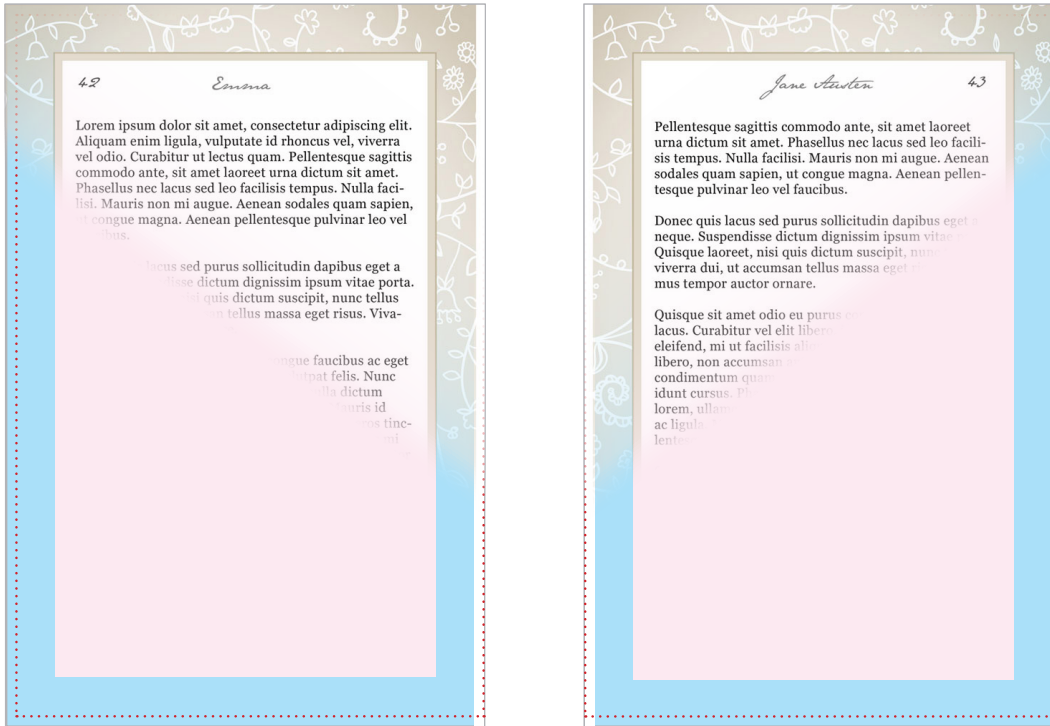 42
Emma
Lorem ipsum dolor sit amet, consectetur adipiscing elit.
Aliquam enim ligula, vulputate id rhoncus vel, viverra
vel odio. Curabitur ut lectus quam. Pellentesque sagittis
commodo ante, sit amet laoreet urna dictum sit amet.
Phasellus nec lacus sed leo facilisis tempus. Nulla faci-
lisi. Mauris non mi augue. Aenean sodales quam sapien,
ut congue magna. Aenean pellentesque pulvinar leo vel
lacus sed purus sollicitudin dapibus eget a
dictum dignissim ipsum vitae porta.
quis dictum suscipit, nunc tellus
tellus massa eget risus. Viva-
faucibus ac eget
felis. Nunc
dictum
id
tinc-
Jane Austen
43
Pellentesque sagittis commodo ante, sit amet laoreet
urna dictum sit amet. Phasellus nec lacus sed leo facili-
sis tempus. Nulla facilisi. Mauris non mi augue. Aenean
sodales quam sapien, ut congue magna. Aenean pellen-
tesque pulvinar leo vel faucibus.
Donec quis lacus sed purus sollicitudin dapibus eget
neque. Suspendisse dictum dignissim ipsum vitae
Quisque laoreet, nisi quis dictum suscipit, nunc
viverra dui, ut accumsan tellus massa eget
mus tempor auctor ornare.
Quisque sit amet odio eu purus
lacus. Curabitur vel elit libero
eleifend, mi ut facilisis
libero, non accumsan
condimentum quam
idunt cursus.
lorem,
ac ligula